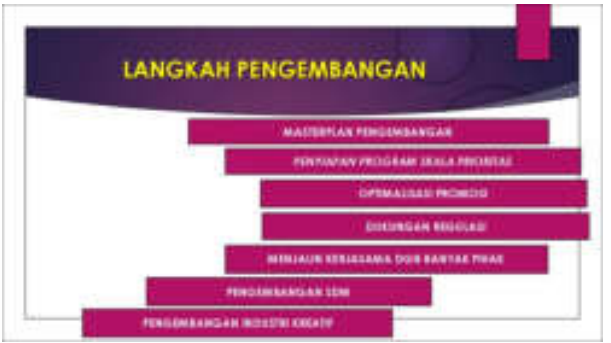 LANGKAH PENGEMBANGAN
MASTERPLAN PENGEMBANGAN
PENYIAPAN PROGRAM SKALA PRIORITAS
OPTIMALISASI PROMOSI
DUKUNGAN REGULASI
MENJALIN KERJASAMA DGN BANYAK PIHAK
PENGEMBANGAN SDM
PENGEMBANGAN INDUSTRI KREATIF